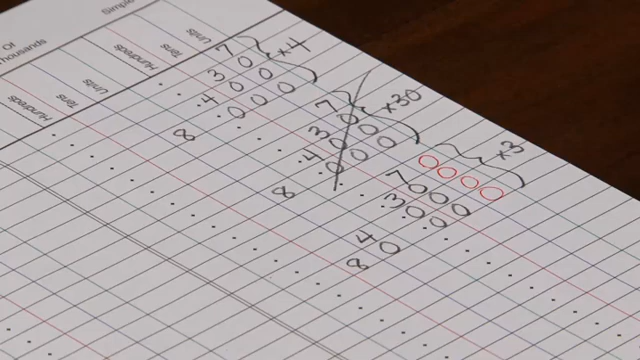 Of Thousands
Simple
Hundreds Tens Units Hundreds Tens Units
7
3 0
4 0 0
8 0 0 0
x4
7
3 0
4 0 0
8 0 0 0
x30
7 0
3 0 0
4 0 0 0
8 0 0 0 0
x3